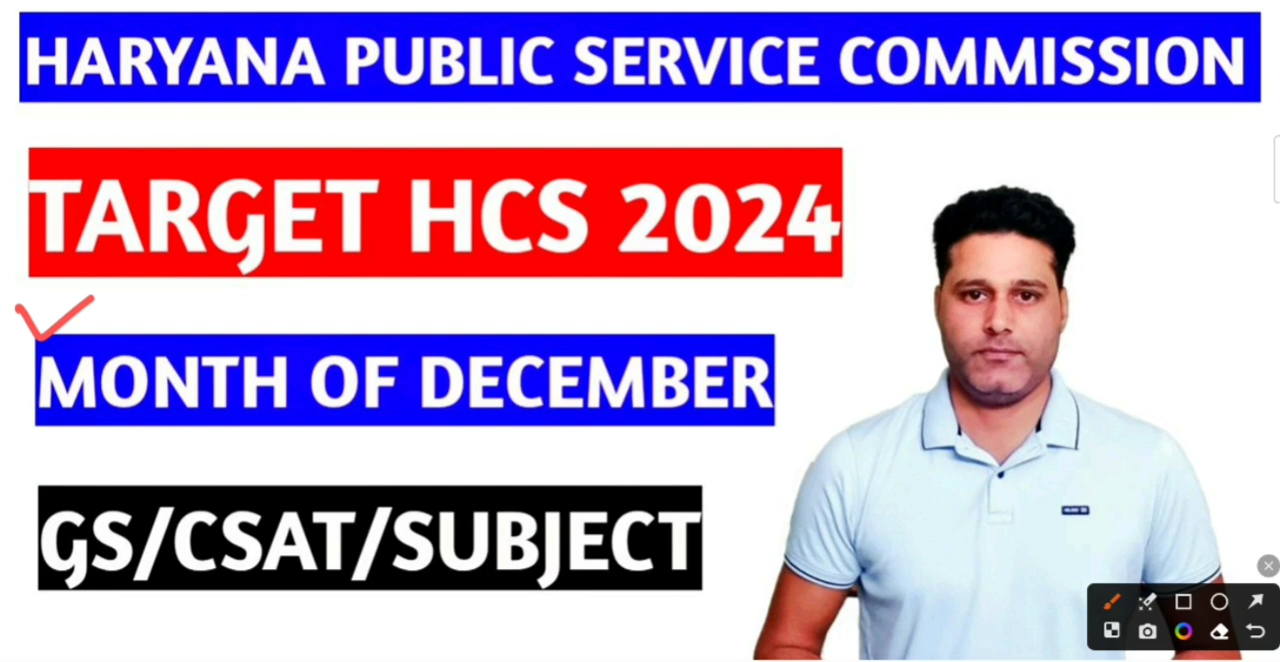 HARYANA PUBLIC SERVICE COMMISSION
TARGET HCS 2024
MONTH OF DECEMBER
GS/CSAT/SUBJECT